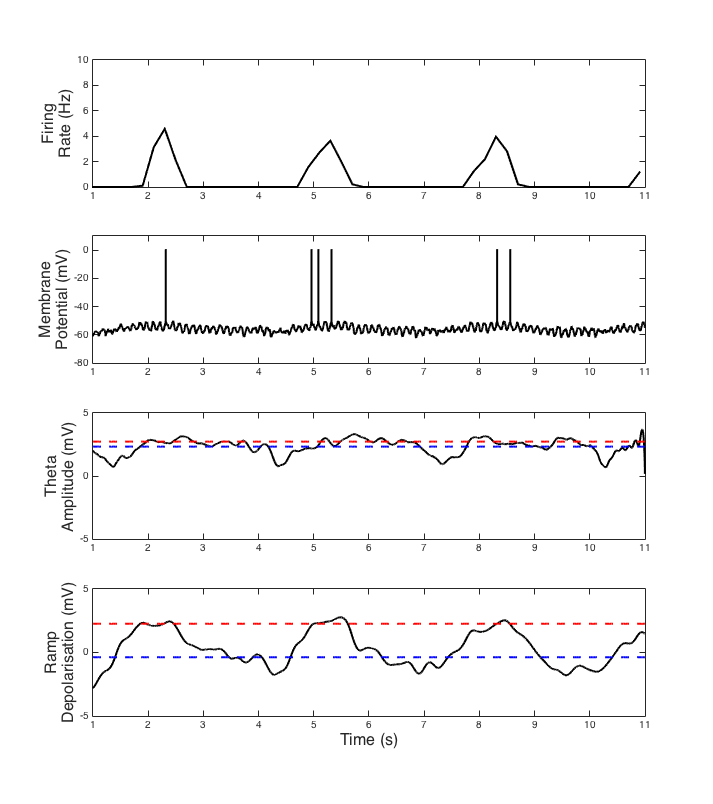 Firing
Rate (Hz)
10
8
6
4
2
0
1 2 3 4 5 6 7 8 9 10 11
Membrane
Potential (mV)
0
-20
-40
-60
-80
1 2 3 4 5 6 7 8 9 10 11
Theta
Amplitude (mV)
5
0
-5
1 2 3 4 5 6 7 8 9 10 11
Ramp
Depolarisation (mV)
5
0
-5
1 2 3 4 5 6 7 8 9 10 11
Time (s)